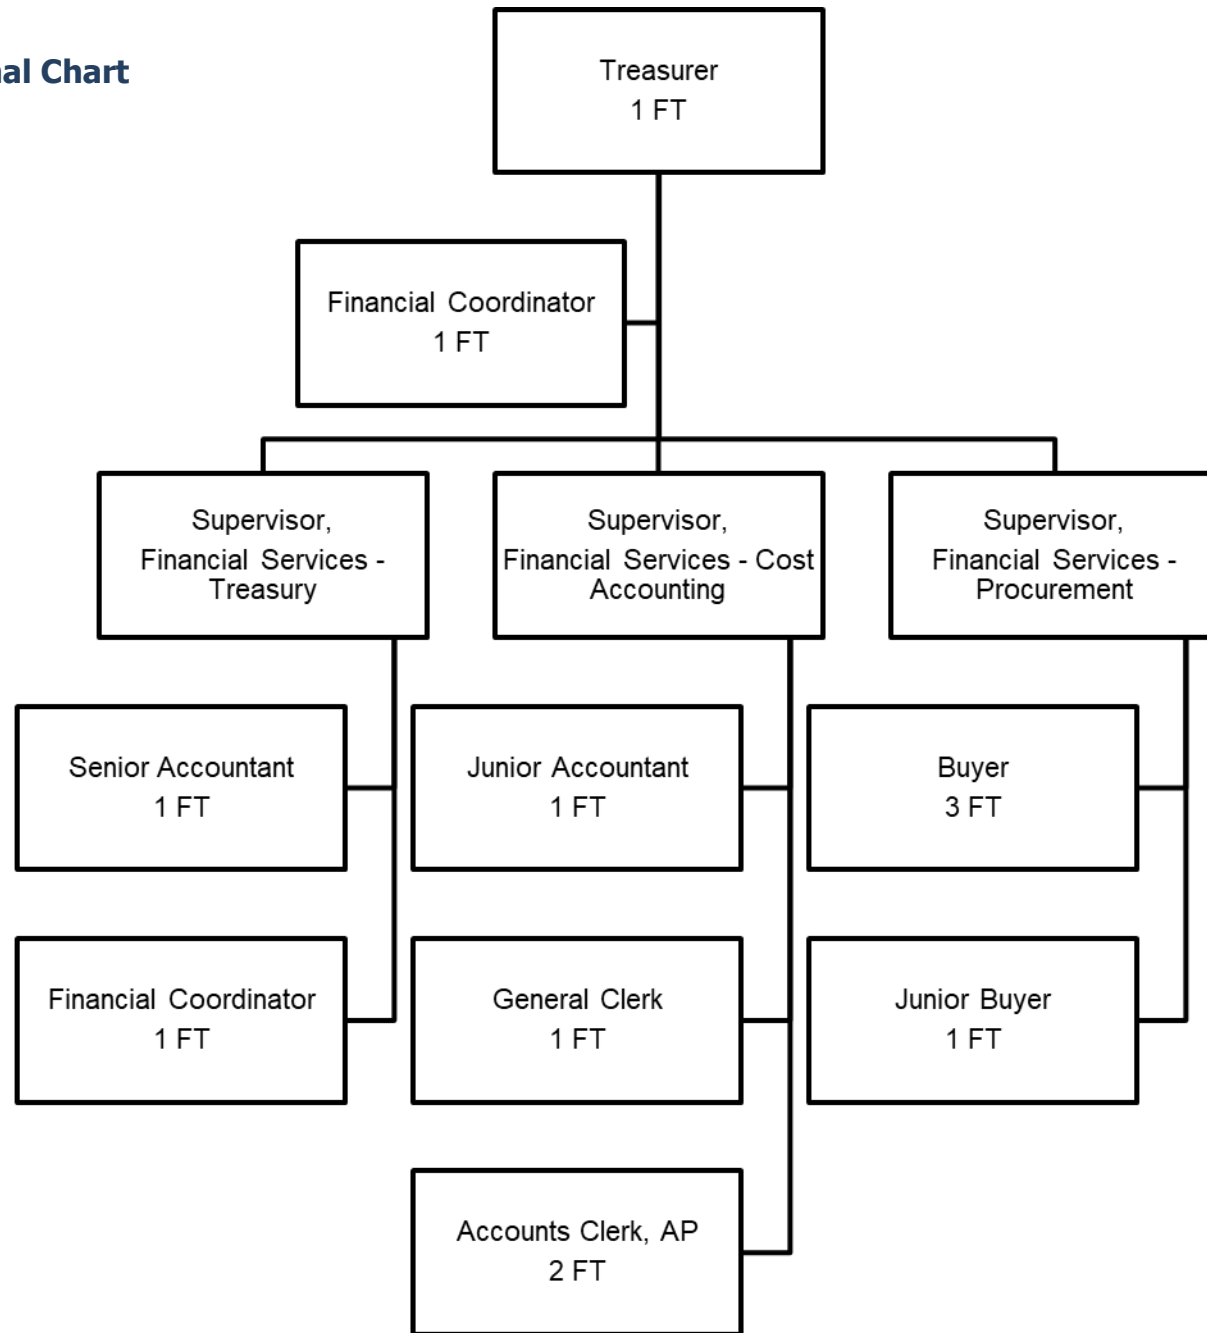 nal Chart
Treasurer
1 FT
Financial Coordinator
1 FT
Supervisor,
Financial Services -
Treasury
Supervisor,
Financial Services - Cost
Accounting
Supervisor,
Financial Services -
Procurement
Senior Accountant
1 FT
Junior Accountant
1 FT
Buyer
3 FT
Financial Coordinator
1 FT
General Clerk
1 FT
Junior Buyer
1 FT
Accounts Clerk, AP
2 FT